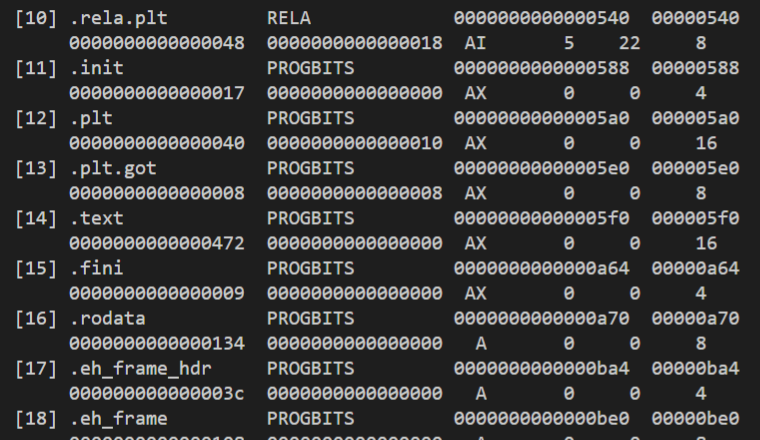 [10] .rela.plt RELA 0000000000000540 00000540
0000000000000048 0000000000000018 AI 5 22 8
[11] .init PROGBITS 0000000000000588 00000588
0000000000000017 0000000000000000 AX 0 0 4
[12] .plt PROGBITS 00000000000005a0 000005a0
0000000000000040 0000000000000010 AX 0 0 16
[13] .plt.got PROGBITS 00000000000005e0 000005e0
0000000000000008 0000000000000008 AX 0 0 8
[14] .text PROGBITS 00000000000005f0 000005f0
0000000000000472 0000000000000000 AX 0 0 16
[15] .fini PROGBITS 0000000000000a64 00000a64
0000000000000009 0000000000000000 AX 0 0 4
[16] .rodata PROGBITS 0000000000000a70 00000a70
0000000000000134 0000000000000000 A 0 0 8
[17] .eh_frame_hdr PROGBITS 0000000000000ba4 00000ba4
000000000000003c 0000000000000000 A 0 0 4
[18] .eh_frame PROGBITS 0000000000000be0 00000be0